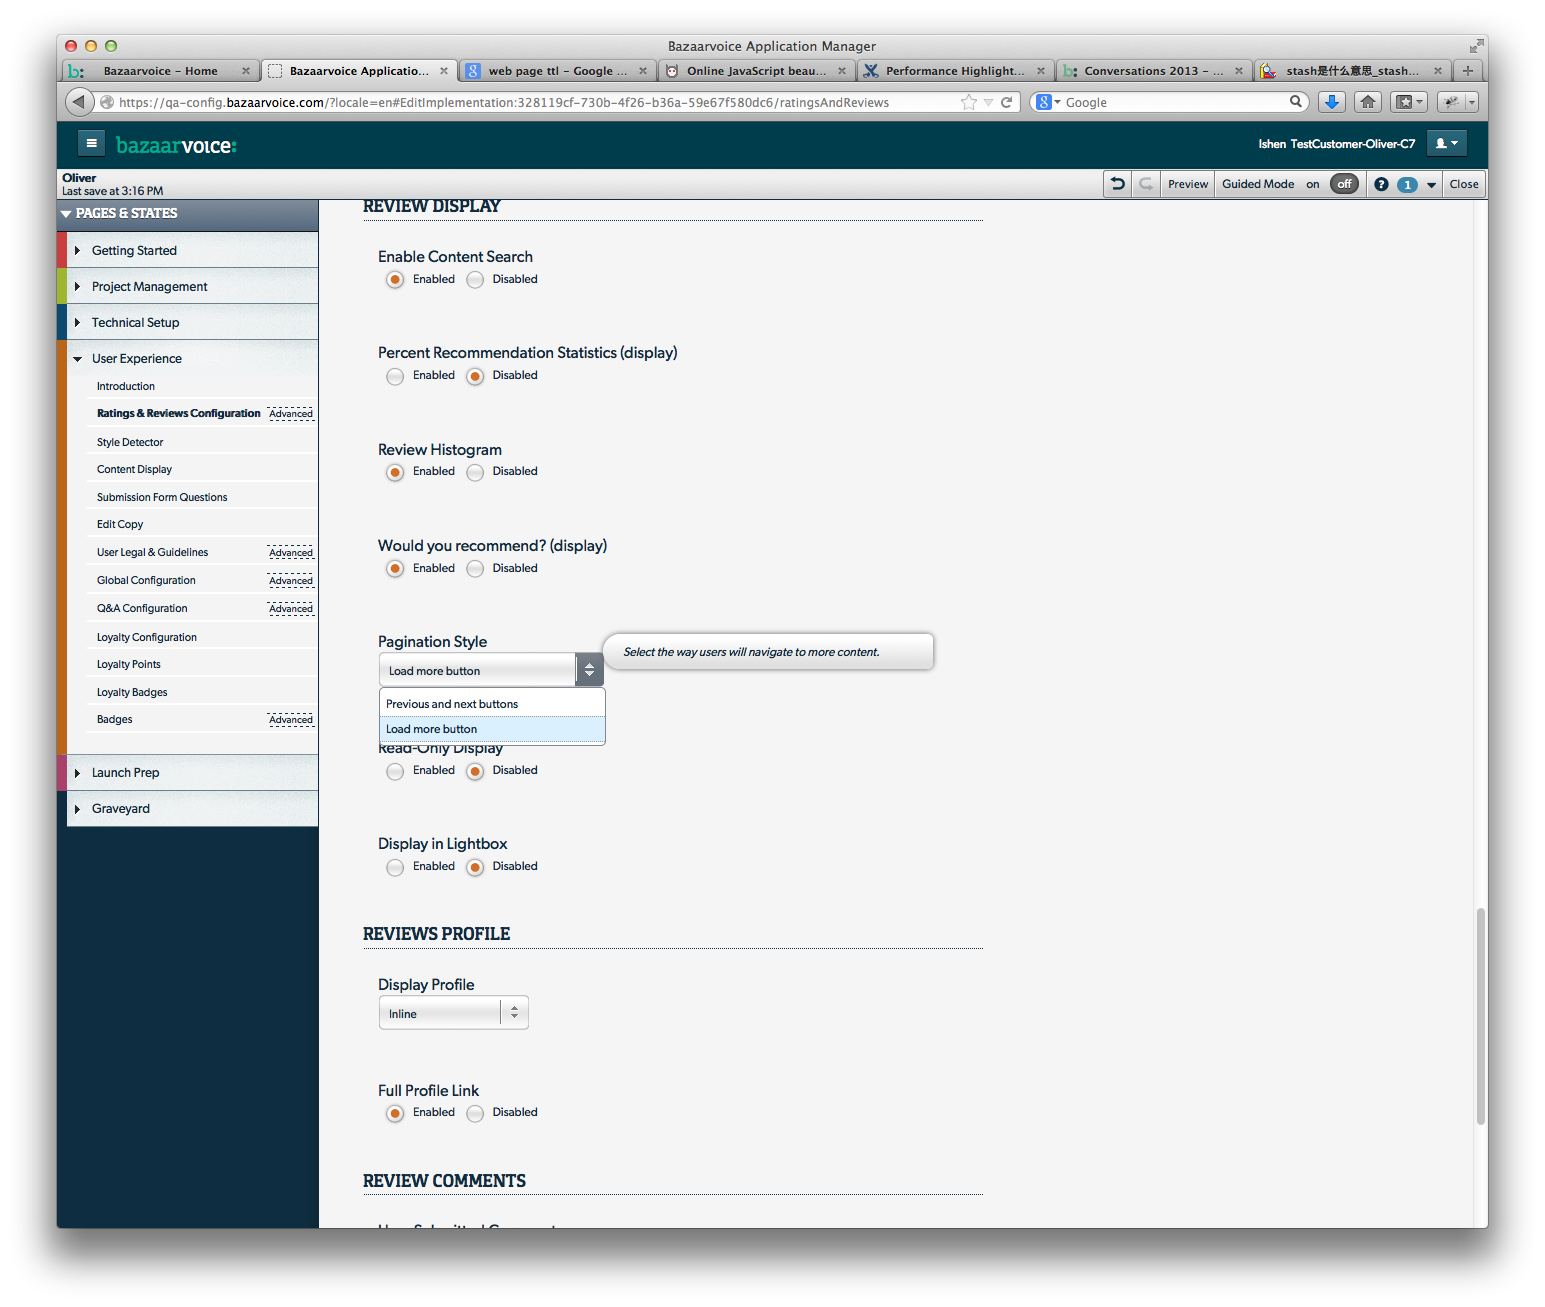 Bazaarvoice Application Manager
b: Bazaarvoice – Home
Bazaarvoice Applicatio...
8 web page ttl – Google ...
Online JavaScript beau...
Performance Highlight...
b: Conversations 2013 – ...
stash是什么意思_stash...
https://qa-config.bazaarvoice.com/?locale=en#EditImplementation:328119cf-730b-4f26-b36a-59e67f580dc6/ratingsAndReviews
8 Google
bazaarvoice:
Ishen TestCustomer-Oliver-C7
Oliver
Last save at 3:16 PM
Preview
Guided Mode on off
? 1
Close
PAGES & STATES
Getting Started
Project Management
Technical Setup
User Experience
Introduction
Ratings & Reviews Configuration Advanced
Style Detector
Content Display
Submission Form Questions
Edit Copy
User Legal & Guidelines Advanced
Global Configuration Advanced
Q&A Configuration Advanced
Loyalty Configuration
Loyalty Points
Loyalty Badges
Badges Advanced
Launch Prep
Graveyard
REVIEW DISPLAY
Enable Content Search
Enabled Disabled
Percent Recommendation Statistics (display)
Enabled Disabled
Review Histogram
Enabled Disabled
Would you recommend? (display)
Enabled Disabled
Pagination Style
Load more button
Select the way users will navigate to more content.
Previous and next buttons
Load more button
Read-Only Display
Enabled Disabled
Display in Lightbox
Enabled Disabled
REVIEWS PROFILE
Display Profile
Inline
Full Profile Link
Enabled Disabled
REVIEW COMMENTS